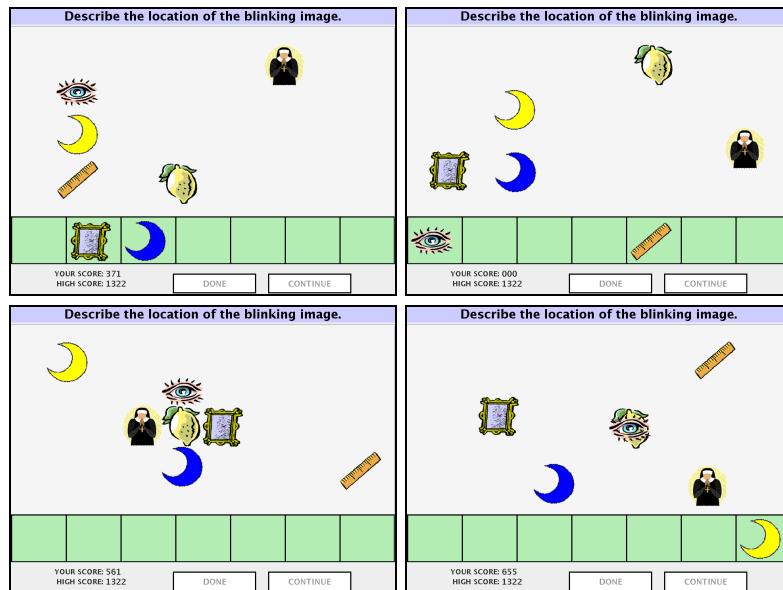 Describe the location of the blinking image.
YOUR SCORE: 371
HIGH SCORE: 1322
DONE
CONTINUE
Describe the location of the blinking image.
YOUR SCORE: 000
HIGH SCORE: 1322
DONE
CONTINUE
Describe the location of the blinking image.
YOUR SCORE: 561
HIGH SCORE: 1322
DONE
CONTINUE
Describe the location of the blinking image.
YOUR SCORE: 655
HIGH SCORE: 1322
DONE
CONTINUE